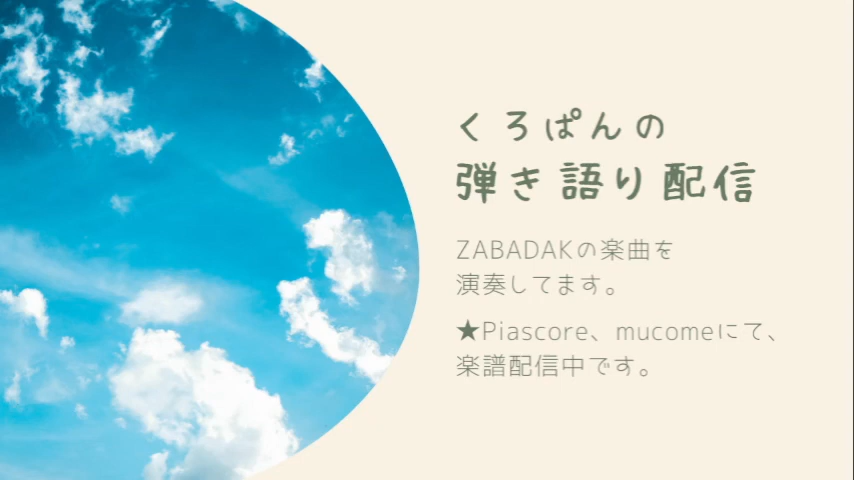 くろぱんの
弾き語り配信
ZABADAKの楽曲を
演奏してます。
★Piascore、mucomeにて、
楽譜配信中です。